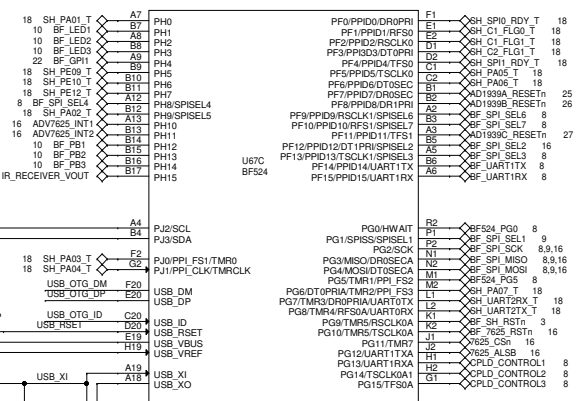 18 SH_PA01_T A7 PH0 PF0/PPID0/DR0PRI F1 SH_SPI0_RDY_T 18
10 BF_LED1 B7 PH1 PF1/PPID1/RFS0 E1 SH_C1_FLG0_T 18
10 BF_LED2 A8 PH2 PF2/PPID2/RSCLK0 E2 SH_C1_FLG1_T 18
10 BF_LED3 B8 PH3 PF3/PPID3/DT0PRI D1 SH_C2_FLG1_T 18
22 BF_GPI1 A9 PH4 PF4/PPID4/TFS0 D2 SH_SPI1_RDY_T 18
18 SH_PE09_T B9 PH5 PF5/PPID5/TSCLK0 C1 SH_PA05_T 18
18 SH_PE10_T B10 PH6 PF6/PPID6/DT0SEC C2 SH_PA06_T 18
18 SH_PE12_T B11 PH7 PF7/PPID7/DR0SEC B1 AD1939A_RESETn 25
8 BF_SPI_SEL4 A12 PH8/SPISEL4 PF8/PPID8/DR1PRI B2 AD1939B_RESETn 26
18 SH_PA02_T B12 PH9/SPISEL5 PF9/PPID9/RSCLK1/SPISEL6 A2 BF_SPI_SEL6 8
16 ADV7625_INT1 A13 PH10 PF10/PPID10/RFS1/SPISEL7 B3 BF_SPI_SEL7 8
16 ADV7625_INT2 B13 PH11 PF11/PPID11/TFS1 A3 AD1939C_RESETn 27
10 BF_PB1 B14 PH12 PF12/PPID12/DT1PRI/SPISEL2 B5 BF_SPI_SEL2 16
10 BF_PB2 B15 PH13 PF13/PPID13/TSCLK1/SPISEL3 A5 BF_SPI_SEL3 8
10 BF_PB3 B16 PH14 PF14/PPID14/UART1TX B6 BF_UART1TX 8
IR_RECEIVER_VOUT B17 PH15 PF15/PPID15/UART1RX A6 BF_UART1RX 8
U67C
BF524
A4 PJ2/SCL PG0/HWAIT R2 BF524_PG0 8
B4 PJ3/SDA PG1/SPISS/SPISEL1 P1 BF_SPI_SEL1 9
PG2/SCK P2 BF_SPI_SCK 8,9,16
18 SH_PA03_T F2 PJ0/PPI_FS1/TMR0 PG3/MISO/DR0SECA N1 BF_SPI_MISO 8,9,16
18 SH_PA04_T G2 PJ1/PPI_CLK/TMRCLK PG4/MOSI/DT0SECA N2 BF_SPI_MOSI 8,9,16
PG5/TMR1/PPI_FS2 M1 BF524_PG5 8
USB_OTG_DM F20 USB_DM PG6/DT0PRIA/TMR2/PPI_FS3 M2 SH_PA07_T 18
USB_OTG_DP E20 USB_DP PG7/TMR3/DR0PRIA/UART0TX L1 SH_UART2RX_T 18
PG8/TMR4/RFS0A/UART0RX L2 SH_UART2TX_T 18
USB_OTG_ID C20 USB_ID PG9/TMR5/RSCLK0A K1 BF_SH_RSTn 3
USB_RSET D20 USB_RSET PG10/TMR5/TSCLK0A K2 BF_7625_RSTn 16
E19 USB_VBUS PG11/TMR7 J1 7625_CSn 16
H19 USB_VREF PG12/UART1TXA J2 7625_ALSB 16
PG13/UART1RXA H1 CPLD_CONTROL1 8
USB_XI A19 USB_XI PG14/TSCLK0A1 H2 CPLD_CONTROL2 8
A18 USB_XO PG15/TFS0A G1 CPLD_CONTROL3 8